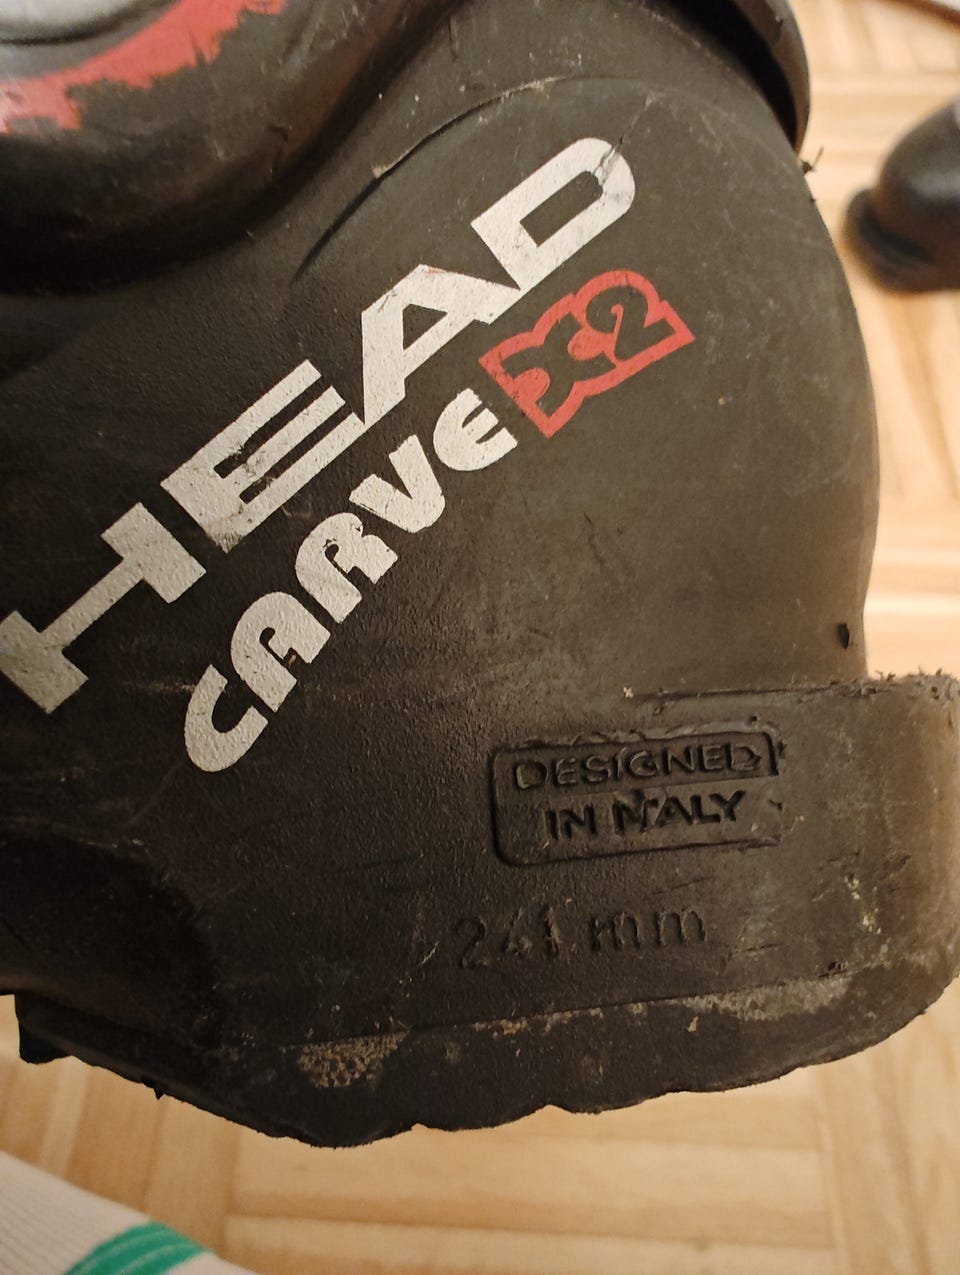 HEAD
CARVE X2
DESIGNED
IN ITALY
241 mm